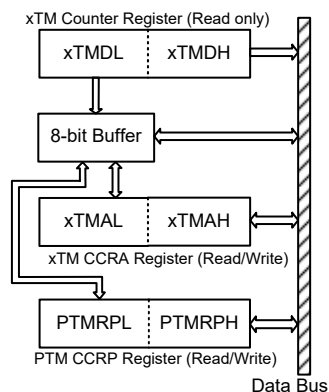 xTM Counter Register (Read only)
xTMDL xTMDH
8-bit Buffer
xTMAL xTMAH
xTM CCRA Register (Read/Write)
PTMRPL PTMRPH
PTM CCRP Register (Read/Write)
Data Bus